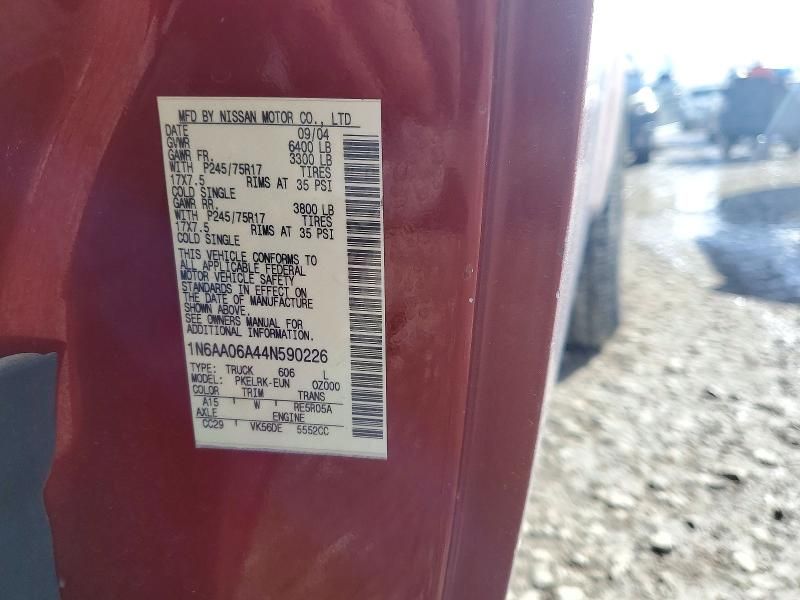 MFD BY NISSAN MOTOR CO., LTD
DATE 09/04
GVWR 6400 LB
GAWR FR. 3300 LB
WITH P245/75R17 TIRES
17X7.5 RIMS AT 35 PSI
COLD SINGLE
GAWR RR. 3800 LB
WITH P245/75R17 TIRES
17X7.5 RIMS AT 35 PSI
COLD SINGLE
THIS VEHICLE CONFORMS TO
ALL APPLICABLE FEDERAL
MOTOR VEHICLE SAFETY
STANDARDS IN EFFECT ON
THE DATE OF MANUFACTURE
SHOWN ABOVE.
SEE OWNERS MANUAL FOR
ADDITIONAL INFORMATION.
1N6AA06A44N590226
TYPE: TRUCK 606 L
MODEL: PKELRK-EUN 0Z000
COLOR TRIM TRANS
A15 W RE5R05A
AXLE ENGINE
CC29 VK56DE 5552CC